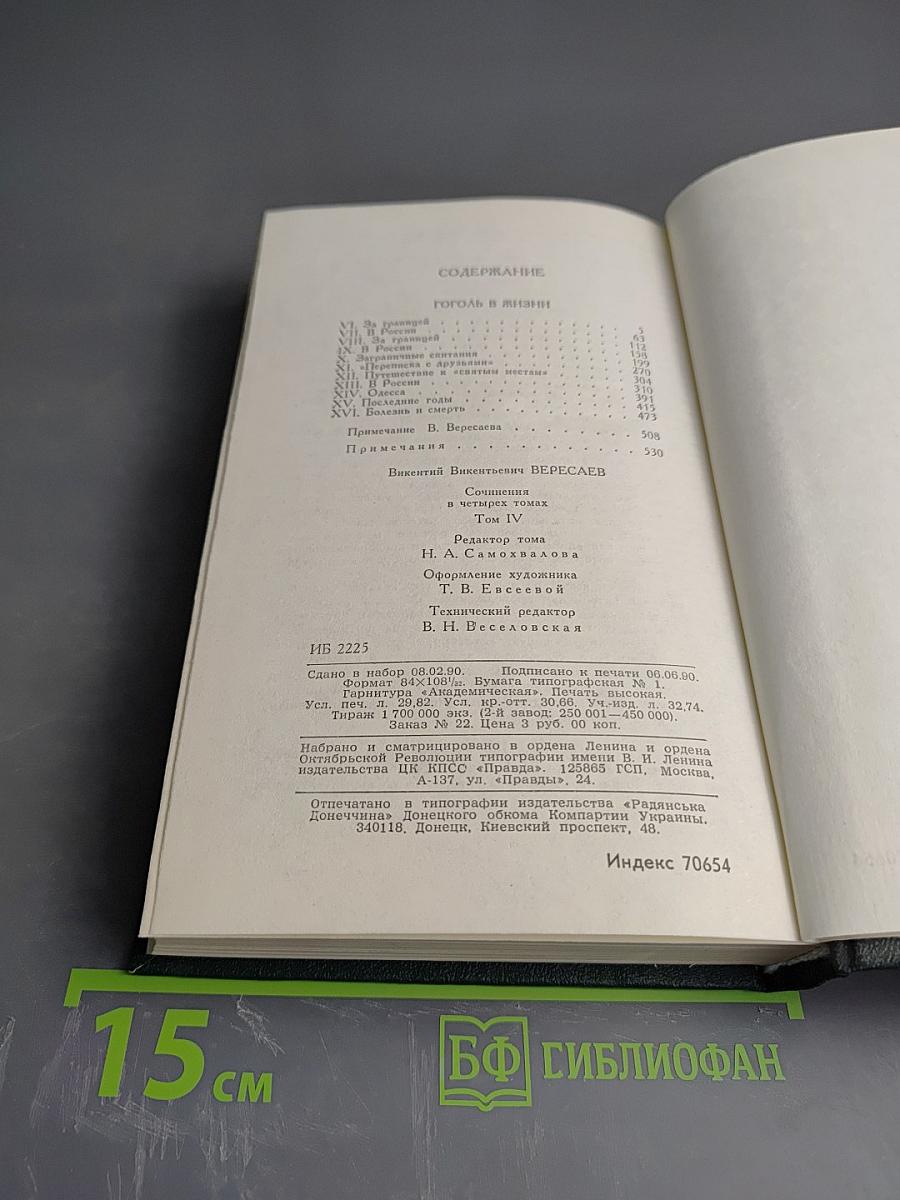 СОДЕРЖАНИЕ
ГОГОЛЬ В ЖИЗНИ
VI. За границей . . . . . . . . . . . . 5
VII. В России . . . . . . . . . . . . 63
VIII. За границей . . . . . . . . . . . . 112
IX. В России . . . . . . . . . . . . 158
X. Заграничные скитания . . . . . . . . . 199
XI. «Переписка с друзьями» . . . . . . . . . 270
XII. Путешествие к «святым местам» . . . . . . 304
XIII. В России . . . . . . . . . . . . 310
XIV. Одесса . . . . . . . . . . . . 391
XV. Последние годы . . . . . . . . . . . 415
XVI. Болезнь и смерть . . . . . . . . . . 473
Примечание В. Вересаева . . . . . . . . 508
Примечания . . . . . . . . . . . . 530
Викентий Викентьевич ВЕРЕСАЕВ
Сочинения
в четырех томах
Том IV
Редактор тома
Н. А. Самохвалова
Оформление художника
Т. В. Евсеевой
Технический редактор
В. Н. Веселовская
ИБ 2225
Сдано в набор 08.02.90. Подписано к печати 06.06.90.
Формат 84×108¹/₃₂. Бумага типографская № 1.
Гарнитура «Академическая». Печать высокая.
Усл. печ. л. 29,82. Усл. кр.-отт. 30,66. Уч.-изд. л. 32,74.
Тираж 1 700 000 экз. (2-й завод: 250 001—450 000).
Заказ № 22. Цена 3 руб. 00 коп.
Набрано и сматрицировано в ордена Ленина и ордена
Октябрьской Революции типографии имени В. И. Ленина
издательства ЦК КПСС «Правда». 125865 ГСП, Москва,
А-137, ул. «Правды», 24.
Отпечатано в типографии издательства «Радянська
Донеччина» Донецкого обкома Компартии Украины.
340118, Донецк, Киевский проспект, 48.
Индекс 70654
15 см
БФ СИБЛИОФАН